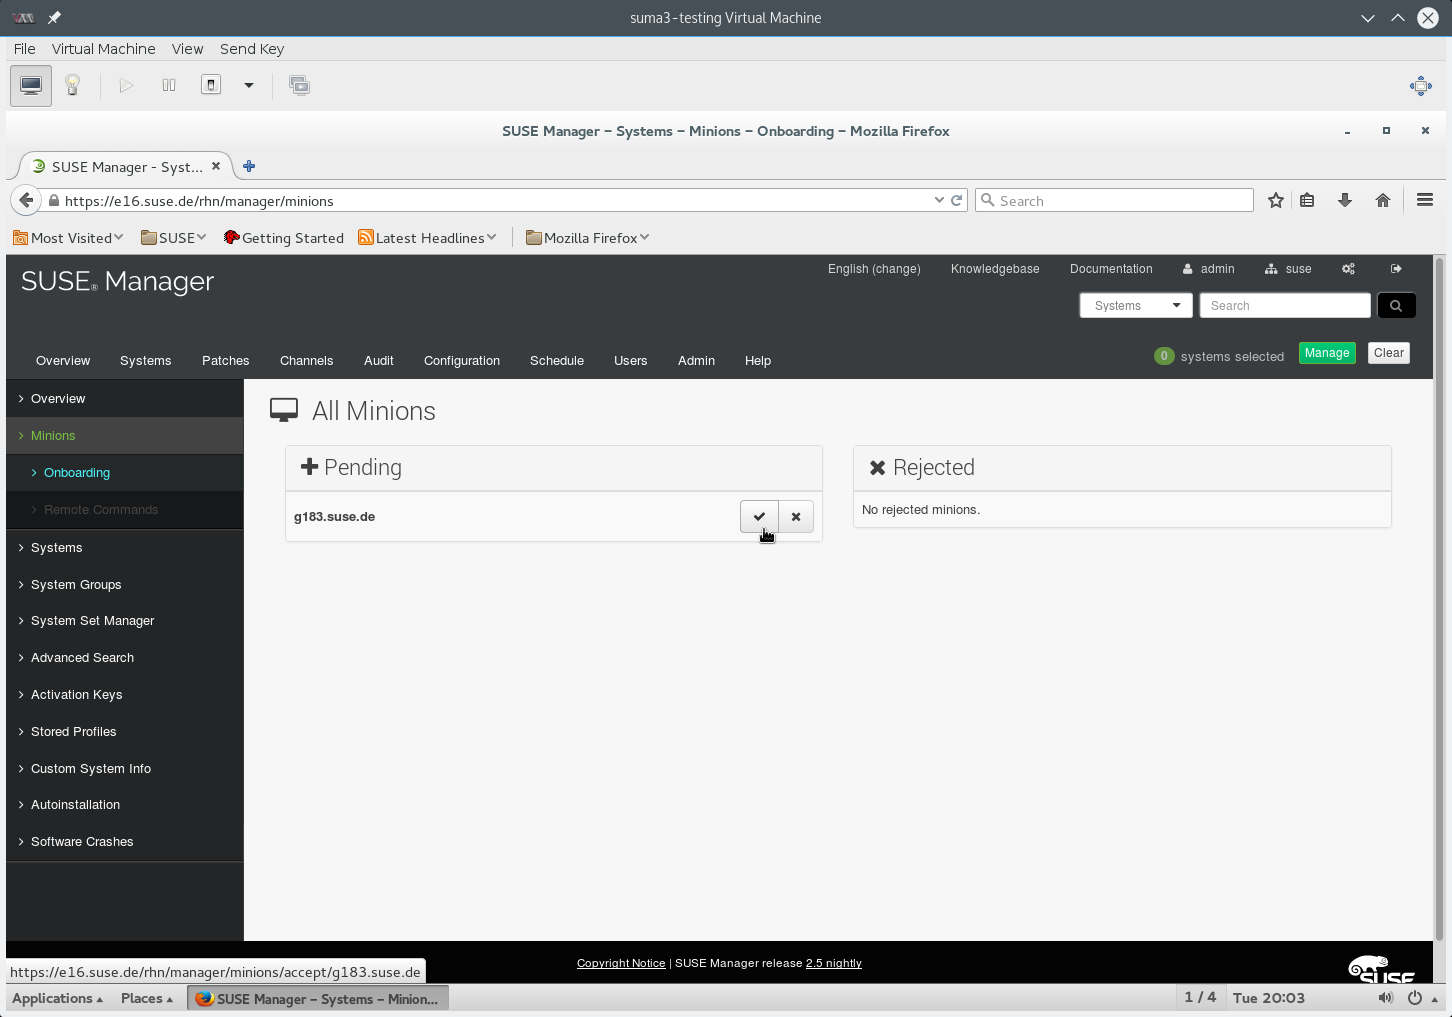 suma3-testing Virtual Machine
File Virtual Machine View Send Key
SUSE Manager – Systems – Minions – Onboarding – Mozilla Firefox
SUSE Manager - Syst...
https://e16.suse.de/rhn/manager/minions
Search
Most Visited SUSE Getting Started Latest Headlines Mozilla Firefox
SUSE® Manager
English (change) Knowledgebase Documentation admin suse
Systems Search
Overview Systems Patches Channels Audit Configuration Schedule Users Admin Help
0 systems selected Manage Clear
Overview
Minions
Onboarding
Remote Commands
Systems
System Groups
System Set Manager
Advanced Search
Activation Keys
Stored Profiles
Custom System Info
Autoinstallation
Software Crashes
All Minions
Pending
g183.suse.de
Rejected
No rejected minions.
Copyright Notice | SUSE Manager release 2.5 nightly
SUSE
https://e16.suse.de/rhn/manager/minions/accept/g183.suse.de
Applications Places SUSE Manager – Systems – Minion... 1 / 4 Tue 20:03